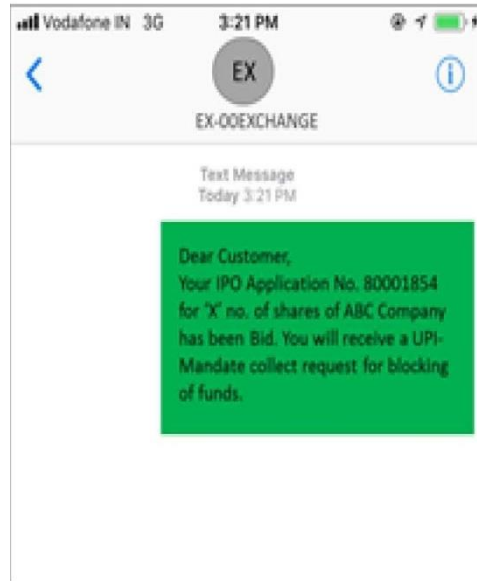 Vodafone IN 3G 3:21 PM
EX
EX-OOEXCHANGE
Text Message
Today 3:21 PM
Dear Customer,
Your IPO Application No. 80001854
for 'X' no. of shares of ABC Company
has been Bid. You will receive a UPI-
Mandate collect request for blocking
of funds.